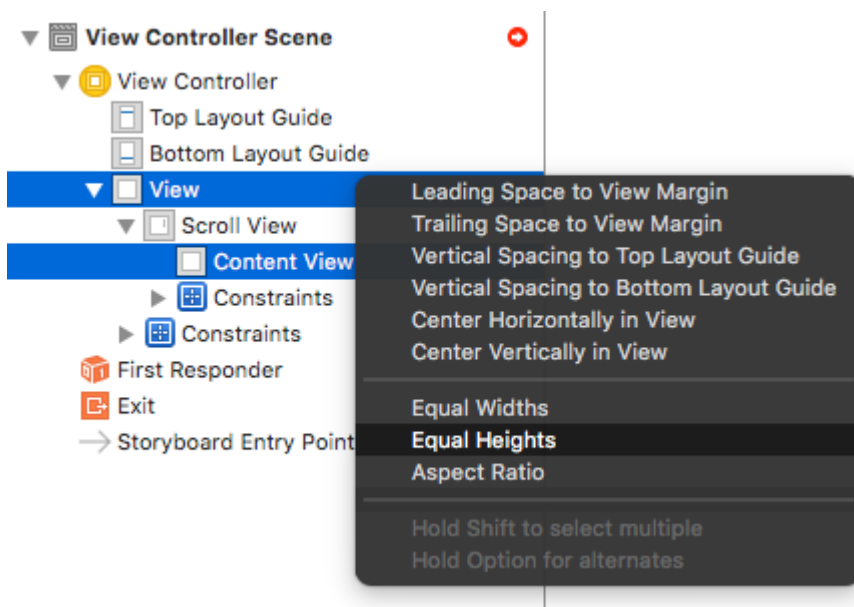 View Controller Scene
View Controller
Top Layout Guide
Bottom Layout Guide
View
Scroll View
Content View
Constraints
Constraints
First Responder
Exit
Storyboard Entry Point
Leading Space to View Margin
Trailing Space to View Margin
Vertical Spacing to Top Layout Guide
Vertical Spacing to Bottom Layout Guide
Center Horizontally in View
Center Vertically in View
Equal Widths
Equal Heights
Aspect Ratio
Hold Shift to select multiple
Hold Option for alternates